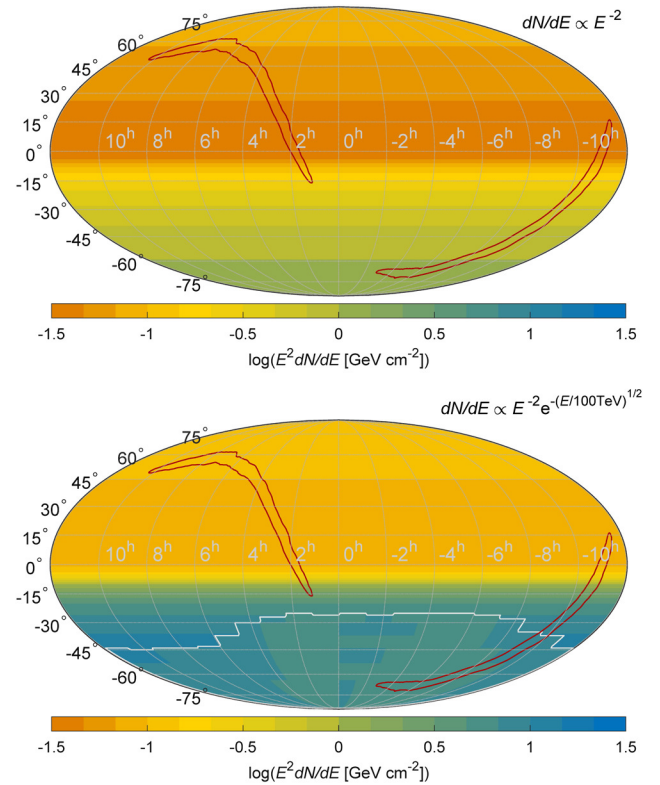 dN/dE ∝ E⁻²
75°
60°
45°
30°
15°
0°
-15°
-30°
-45°
-60°
-75°
10ʰ 8ʰ 6ʰ 4ʰ 2ʰ 0ʰ -2ʰ -4ʰ -6ʰ -8ʰ -10ʰ
-1.5 -1 -0.5 0 0.5 1 1.5
log(E²dN/dE [GeV cm⁻²])
dN/dE ∝ E⁻²e^-(E/100TeV)^1/2
75°
60°
45°
30°
15°
0°
-15°
-30°
-45°
-60°
-75°
10ʰ 8ʰ 6ʰ 4ʰ 2ʰ 0ʰ -2ʰ -4ʰ -6ʰ -8ʰ -10ʰ
-1.5 -1 -0.5 0 0.5 1 1.5
log(E²dN/dE [GeV cm⁻²])